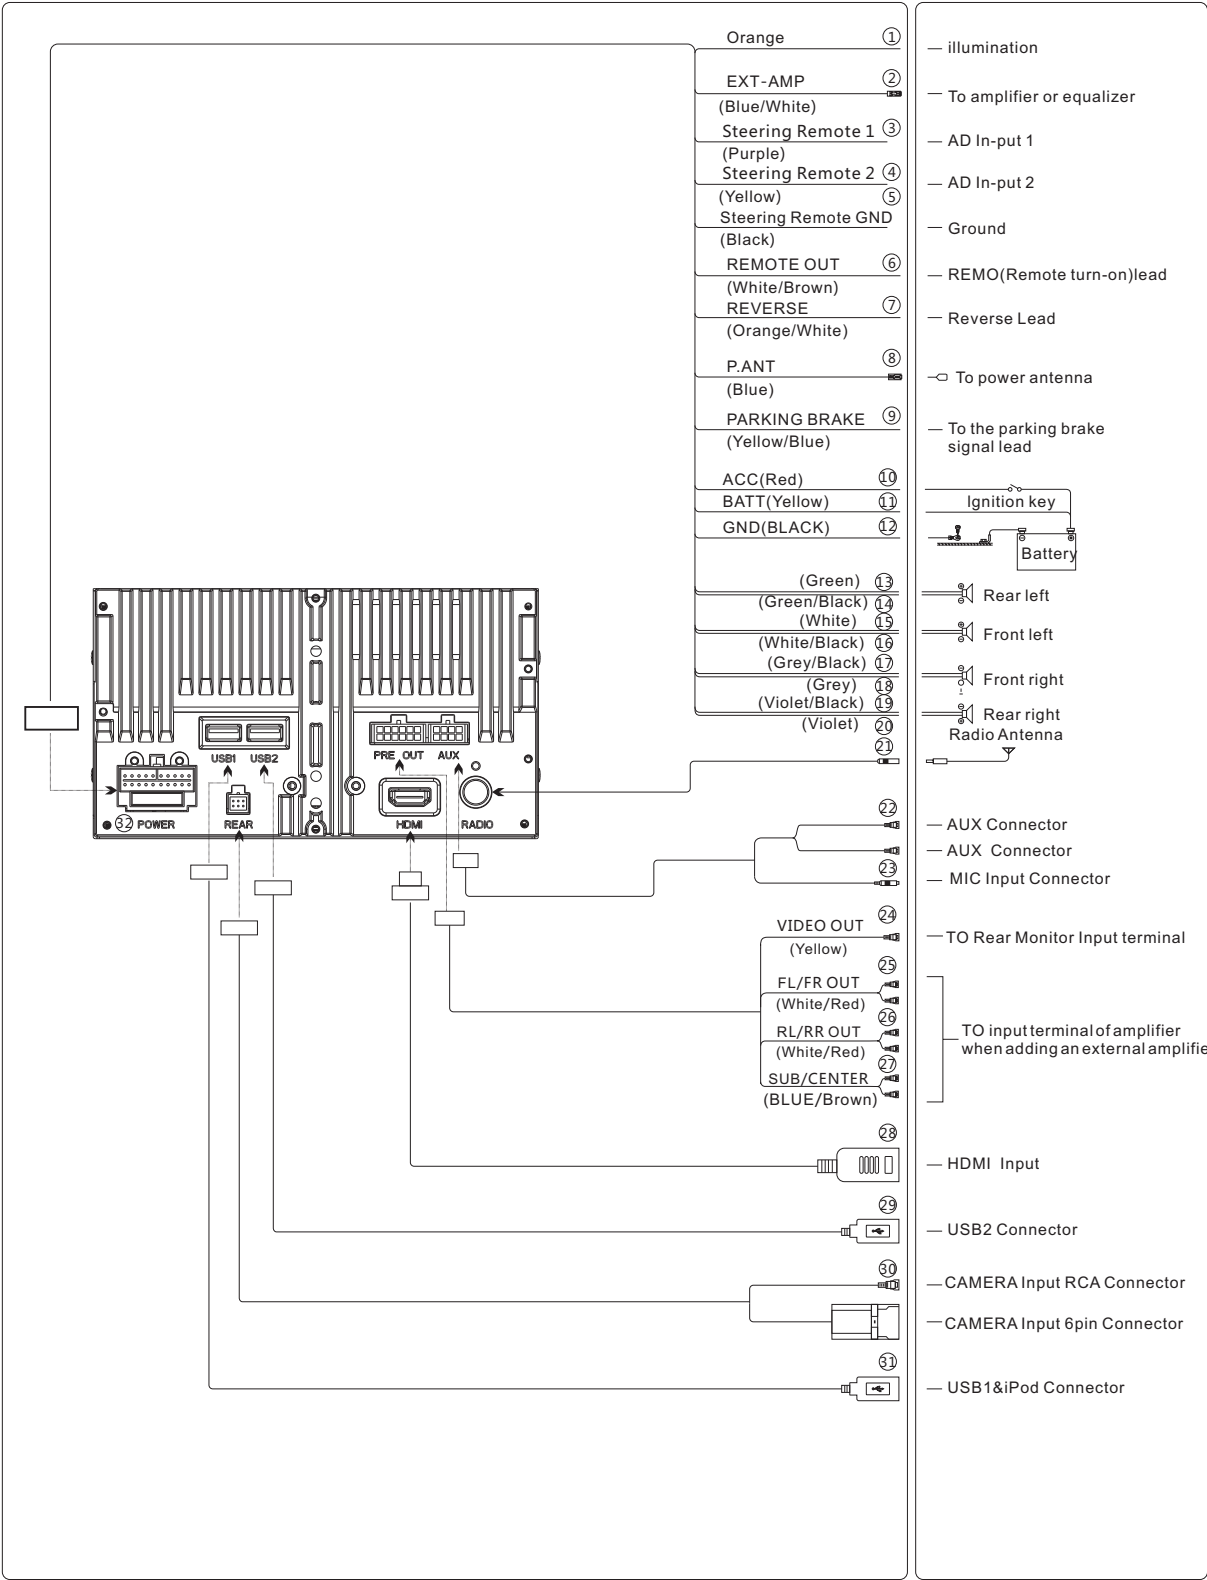 Orange ① illumination
EXT-AMP ② To amplifier or equalizer
(Blue/White)
Steering Remote 1 ③ AD In-put 1
(Purple)
Steering Remote 2 ④ AD In-put 2
(Yellow) ⑤
Steering Remote GND Ground
(Black)
REMOTE OUT ⑥ REMO(Remote turn-on)lead
(White/Brown)
REVERSE ⑦ Reverse Lead
(Orange/White)
P.ANT ⑧ To power antenna
(Blue)
PARKING BRAKE ⑨ To the parking brake
(Yellow/Blue) signal lead
ACC(Red) ⑩
BATT(Yellow) ⑪ Ignition key
GND(BLACK) ⑫
Battery
(Green) ⑬ Rear left
(Green/Black) ⑭
(White) ⑮ Front left
(White/Black) ⑯
(Grey/Black) ⑰ Front right
(Grey) ⑱
(Violet/Black) ⑲ Rear right
(Violet) ⑳ Radio Antenna
㉑
USB1 USB2 PRE OUT AUX
㉜ POWER REAR HDMI RADIO
㉒ AUX Connector
AUX Connector
㉓ MIC Input Connector
VIDEO OUT ㉔ TO Rear Monitor Input terminal
(Yellow)
㉕
FL/FR OUT
(White/Red)
㉖
RL/RR OUT TO input terminal of amplifier
(White/Red) when adding an external amplifie
㉗
SUB/CENTER
(BLUE/Brown)
㉘ HDMI Input
㉙ USB2 Connector
㉚ CAMERA Input RCA Connector
CAMERA Input 6pin Connector
㉛ USB1&iPod Connector